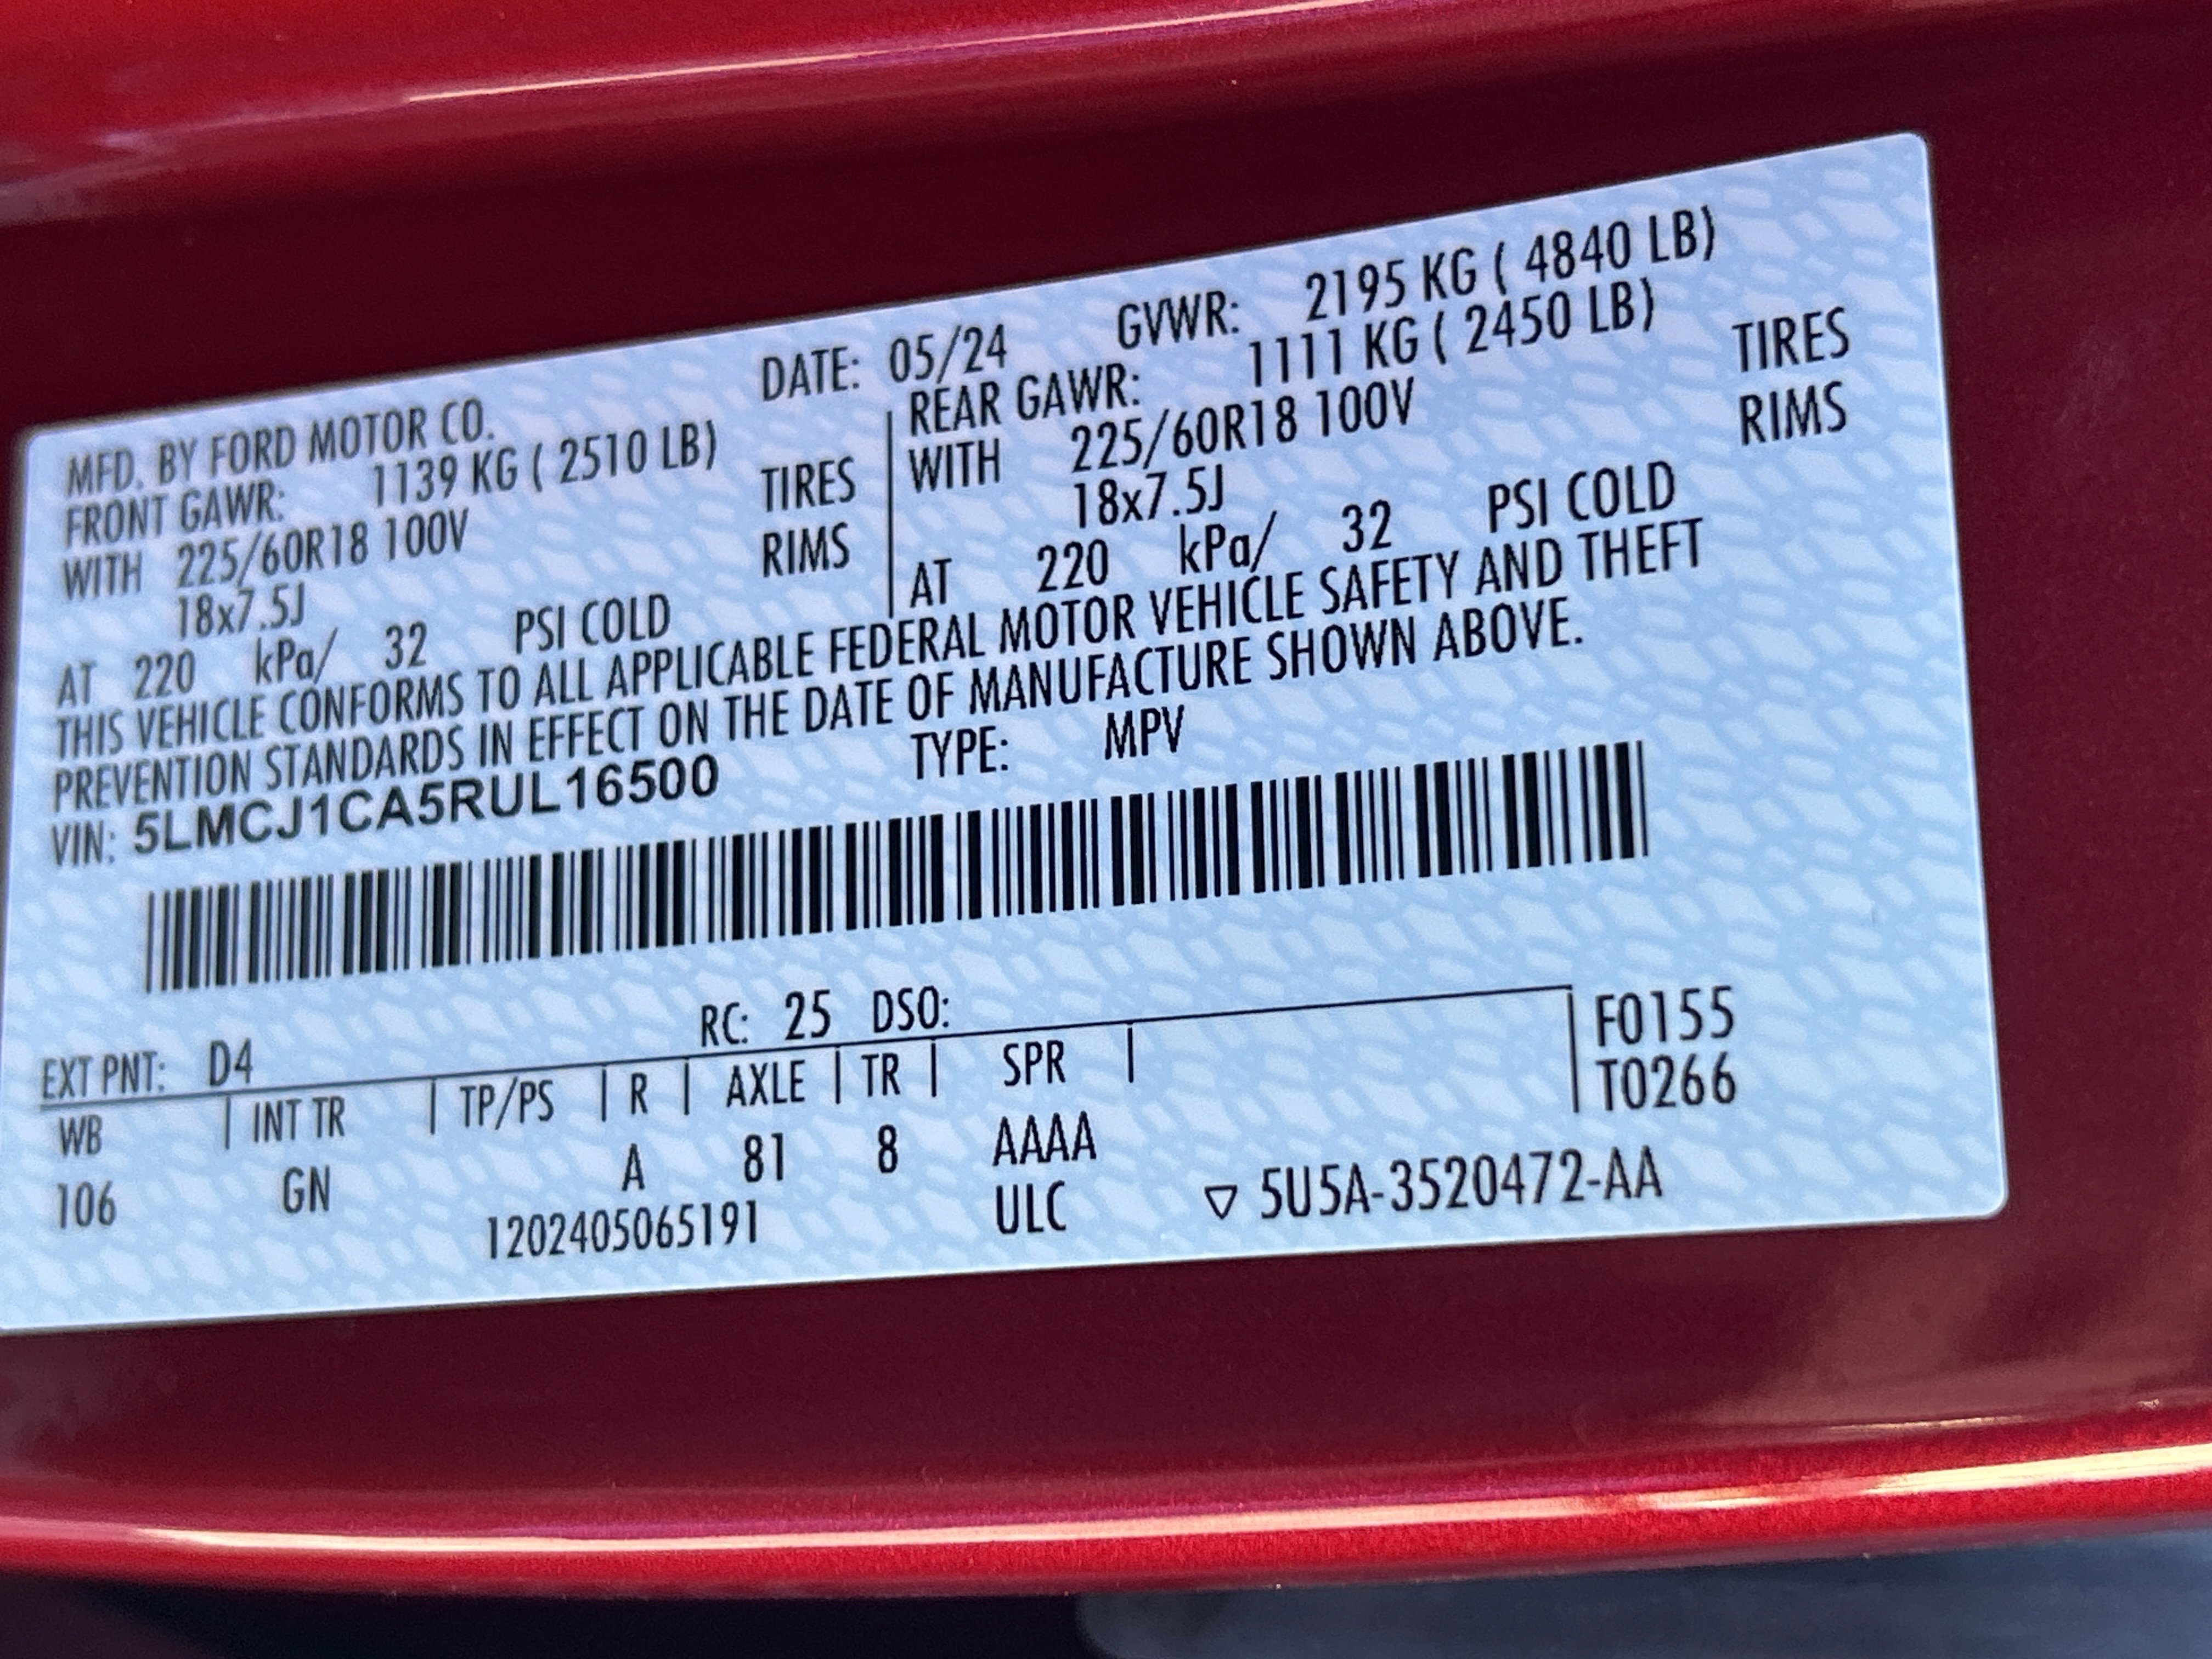 DATE: 05/24 GVWR: 2195 KG ( 4840 LB)
MFD. BY FORD MOTOR CO.
FRONT GAWR: 1139 KG ( 2510 LB)
WITH 225/60R18 100V TIRES
18x7.5J RIMS
AT 220 kPa/ 32 PSI COLD
REAR GAWR: 1111 KG ( 2450 LB)
WITH 225/60R18 100V TIRES
18x7.5J RIMS
AT 220 kPa/ 32 PSI COLD
THIS VEHICLE CONFORMS TO ALL APPLICABLE FEDERAL MOTOR VEHICLE SAFETY AND THEFT
PREVENTION STANDARDS IN EFFECT ON THE DATE OF MANUFACTURE SHOWN ABOVE.
VIN: 5LMCJ1CA5RUL16500 TYPE: MPV
EXT PNT: D4 RC: 25 DSO:
WB | INT TR | TP/PS | R | AXLE | TR | SPR |
106 GN A 81 8 AAAA
F0155
T0266
1202405065191 ULC ▽ 5U5A-3520472-AA